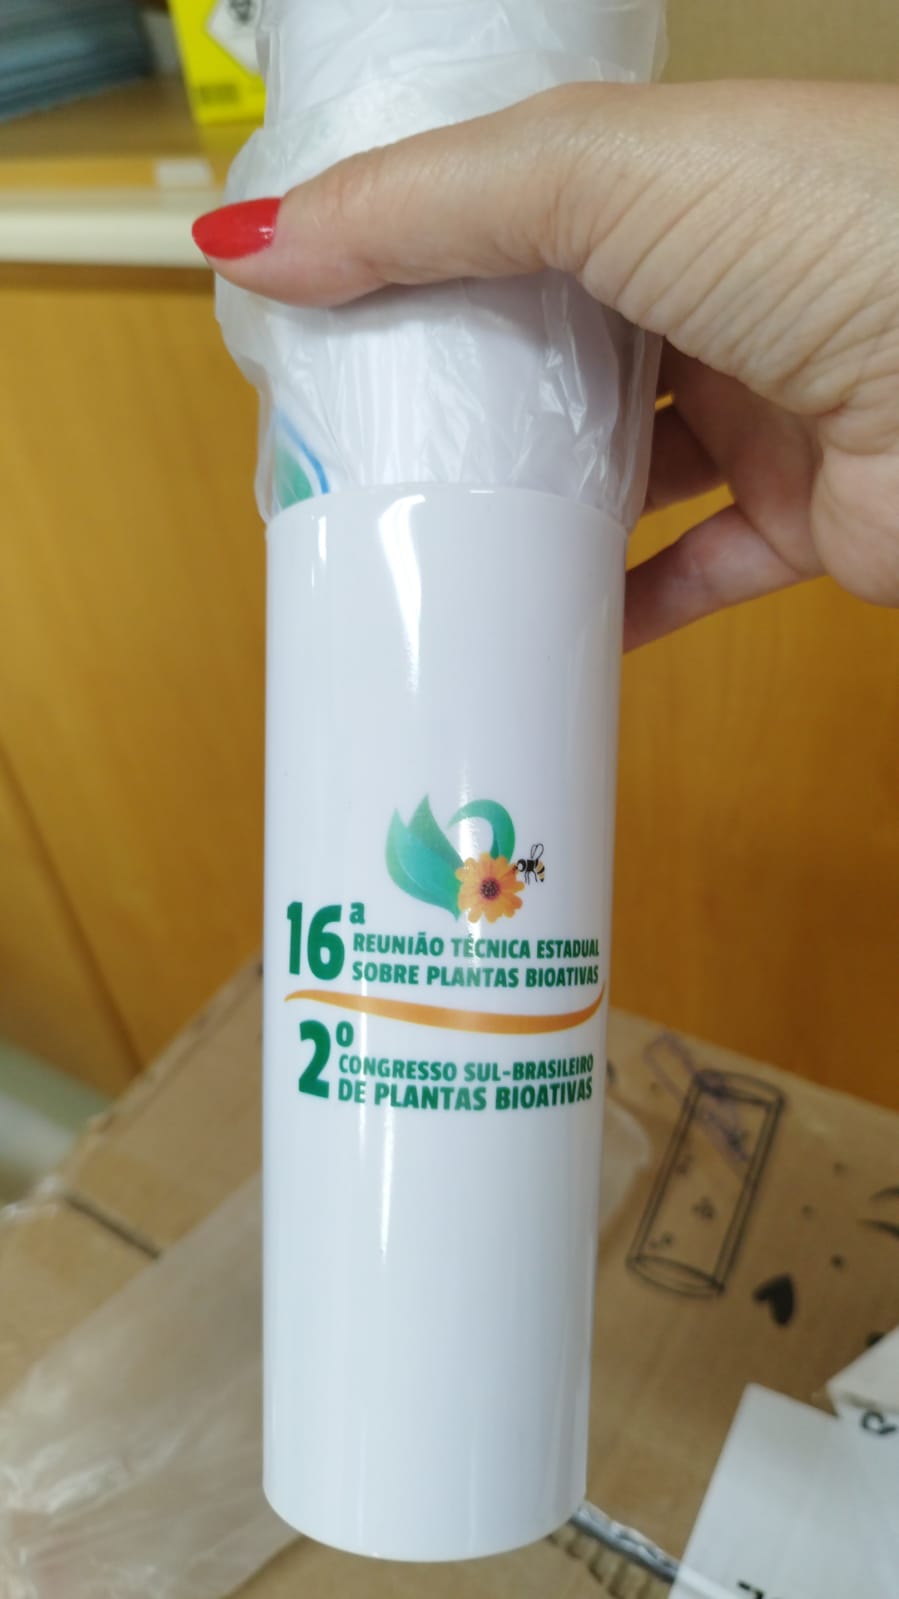 16ª
REUNIÃO TÉCNICA ESTADUAL
SOBRE PLANTAS BIOATIVAS
2º
CONGRESSO SUL-BRASILEIRO
DE PLANTAS BIOATIVAS